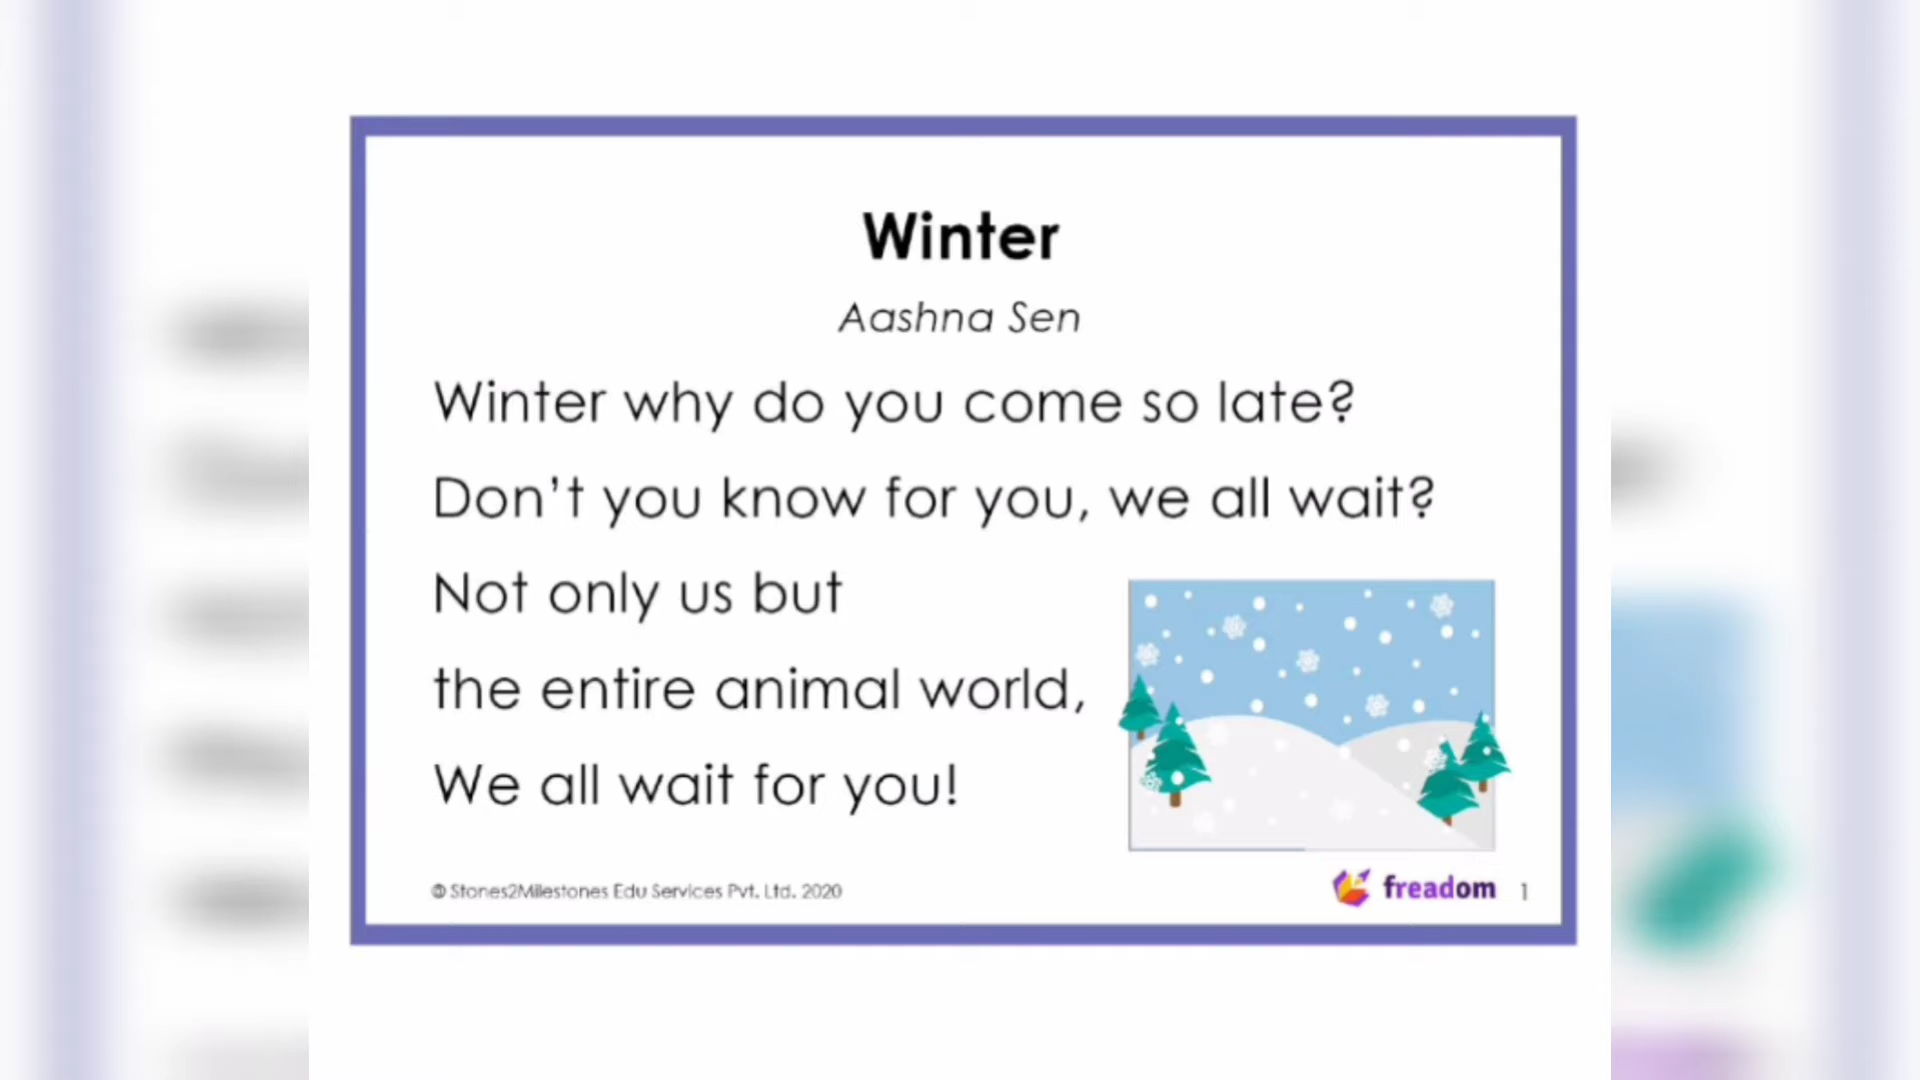 Winter
Aashna Sen
Winter why do you come so late?
Don't you know for you, we all wait?
Not only us but
the entire animal world,
We all wait for you!
© Stones2Milestones Edu Services Pvt. Ltd. 2020
freadom 1